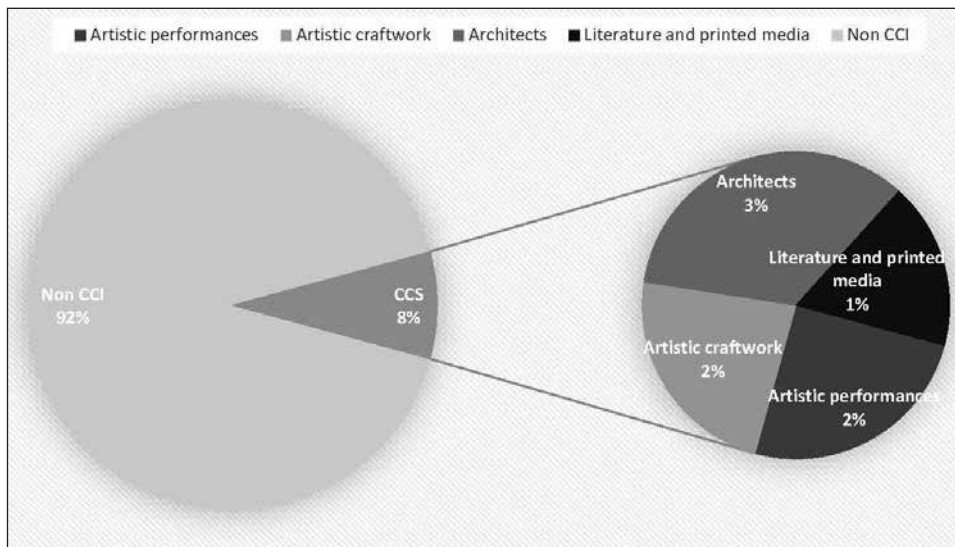 Artistic performances Artistic craftwork Architects Literature and printed media Non CCI
Architects
3%
Literature and printed
media
1%
Non CCI
92%
CCS
8%
Artistic craftwork
2%
Artistic performances
2%